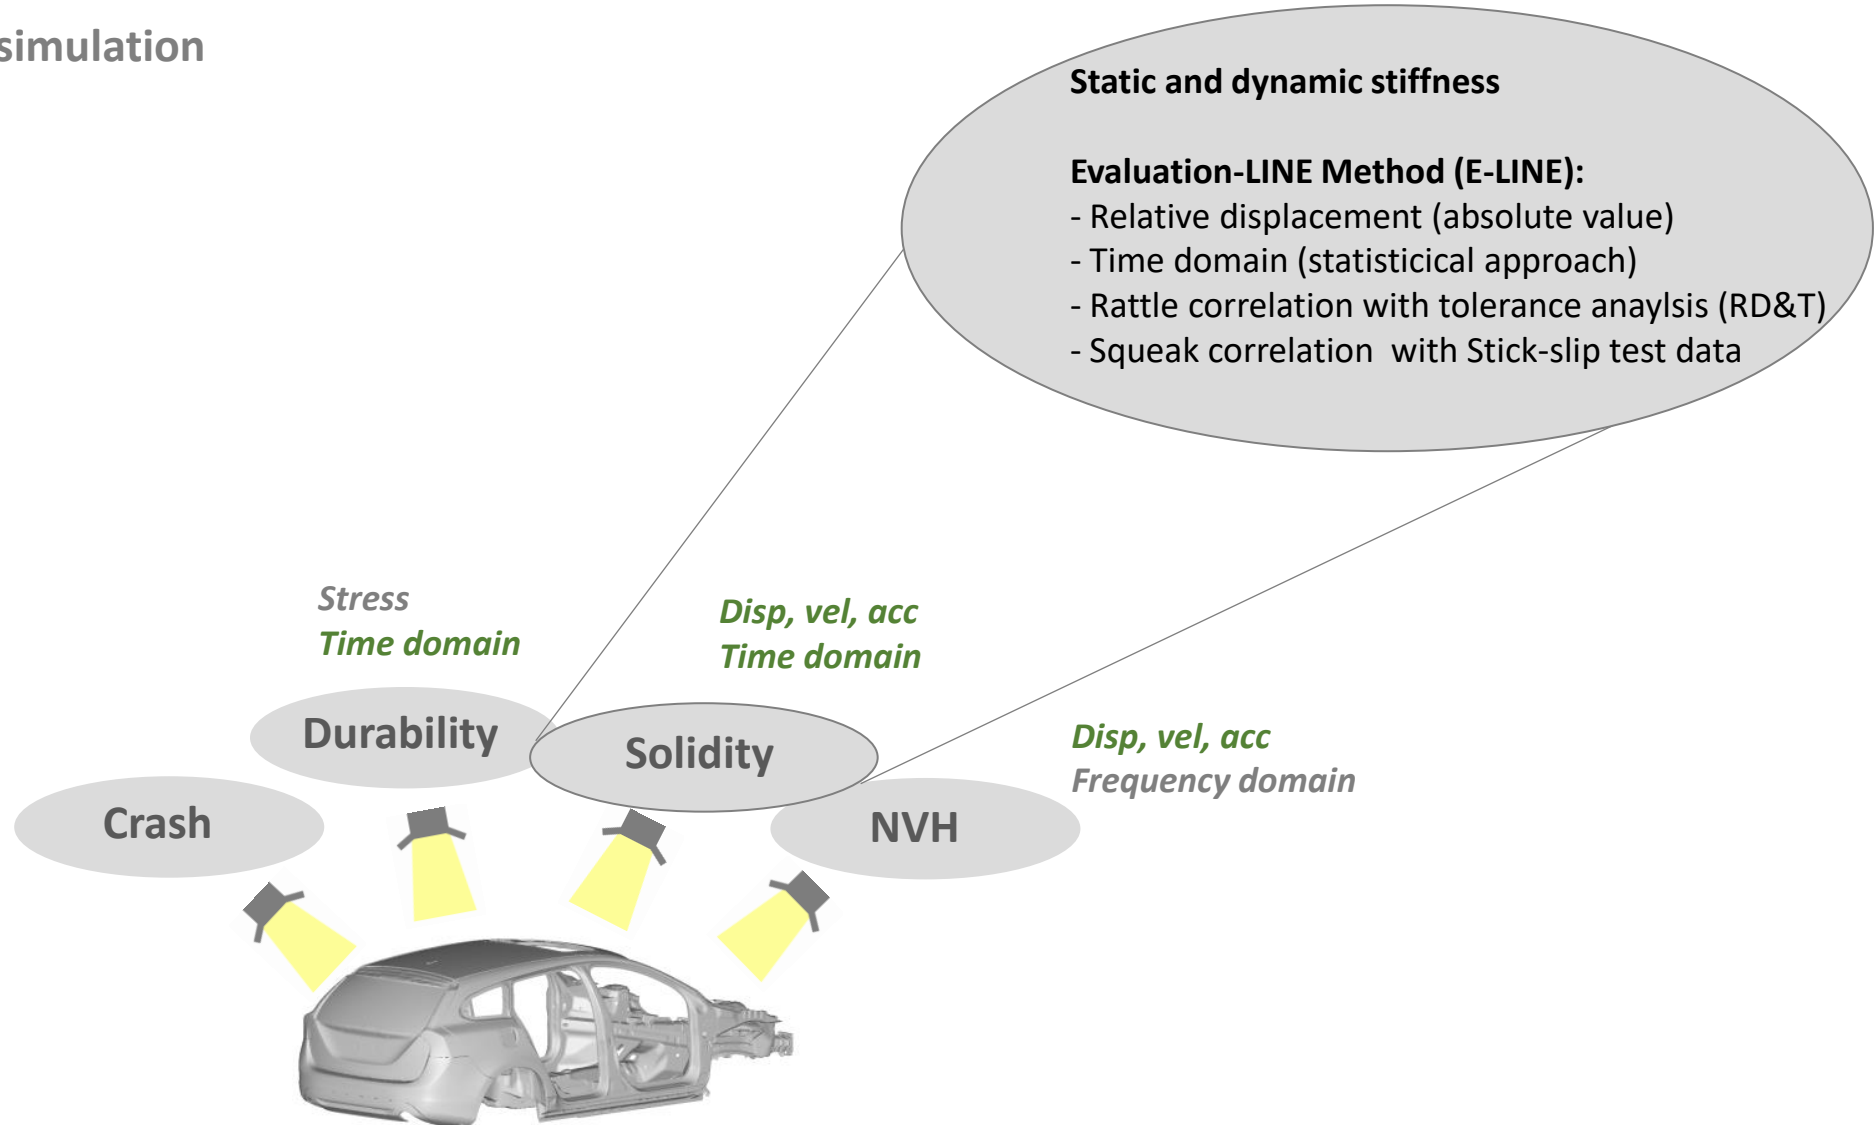 simulation
Static and dynamic stiffness
Evaluation-LINE Method (E-LINE):
- Relative displacement (absolute value)
- Time domain (statisticical approach)
- Rattle correlation with tolerance anaylsis (RD&T)
- Squeak correlation  with Stick-slip test data
Stress
Time domain
Disp, vel, acc
Time domain
Disp, vel, acc
Frequency domain
Durability
Solidity
Crash
NVH